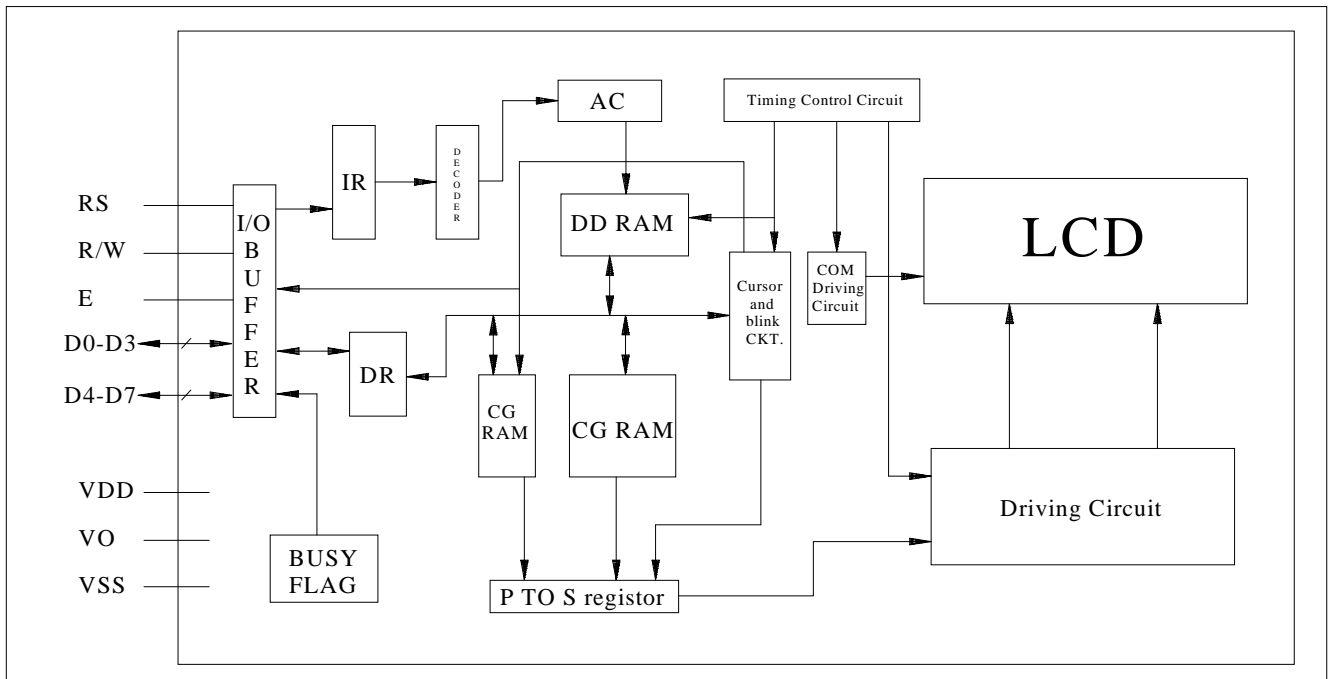 RS
R/W
E
D0-D3
D4-D7
VDD
VO
VSS
I/O
B
U
F
F
E
R
IR
D
E
C
O
D
E
R
AC
Timing Control Circuit
DD RAM
DR
CG
RAM
CG RAM
Cursor
and
blink
CKT.
COM
Driving
Circuit
LCD
Driving Circuit
BUSY
FLAG
P TO S registor